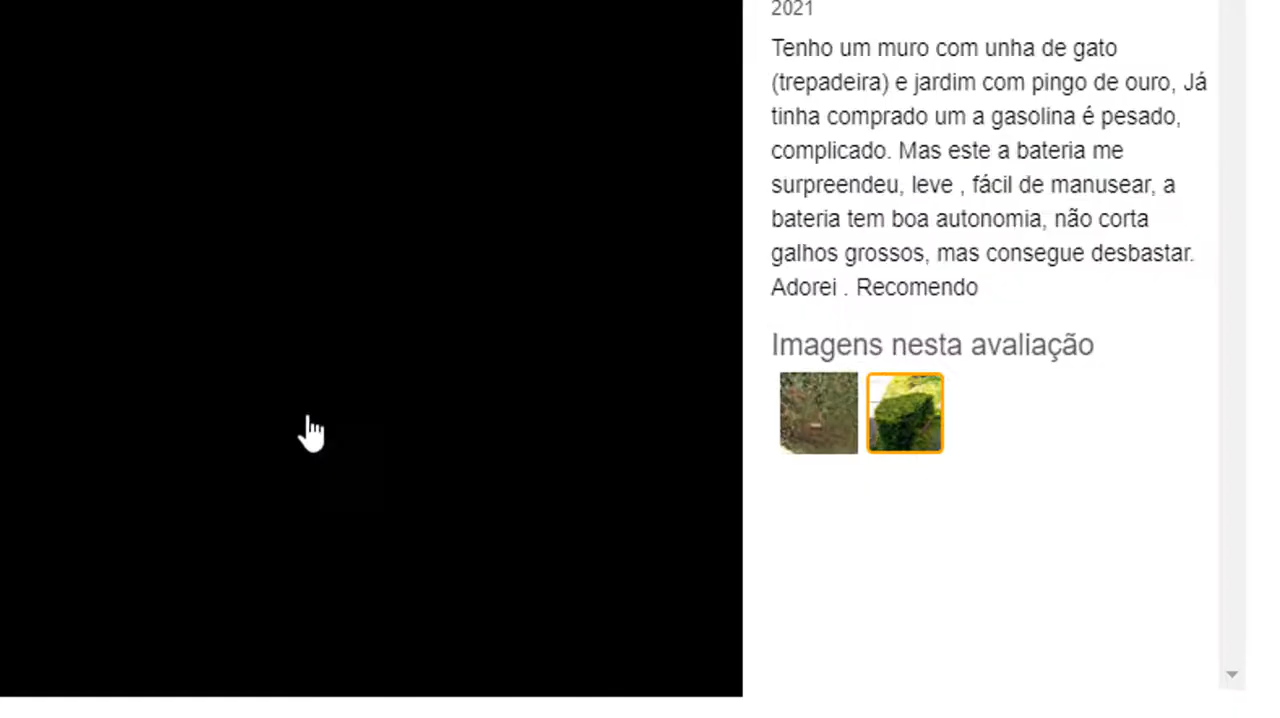 2021
Tenho um muro com unha de gato
(trepadeira) e jardim com pingo de ouro, Já
tinha comprado um a gasolina é pesado,
complicado. Mas este a bateria me
surpreendeu, leve , fácil de manusear, a
bateria tem boa autonomia, não corta
galhos grossos, mas consegue desbastar.
Adorei . Recomendo
Imagens nesta avaliação